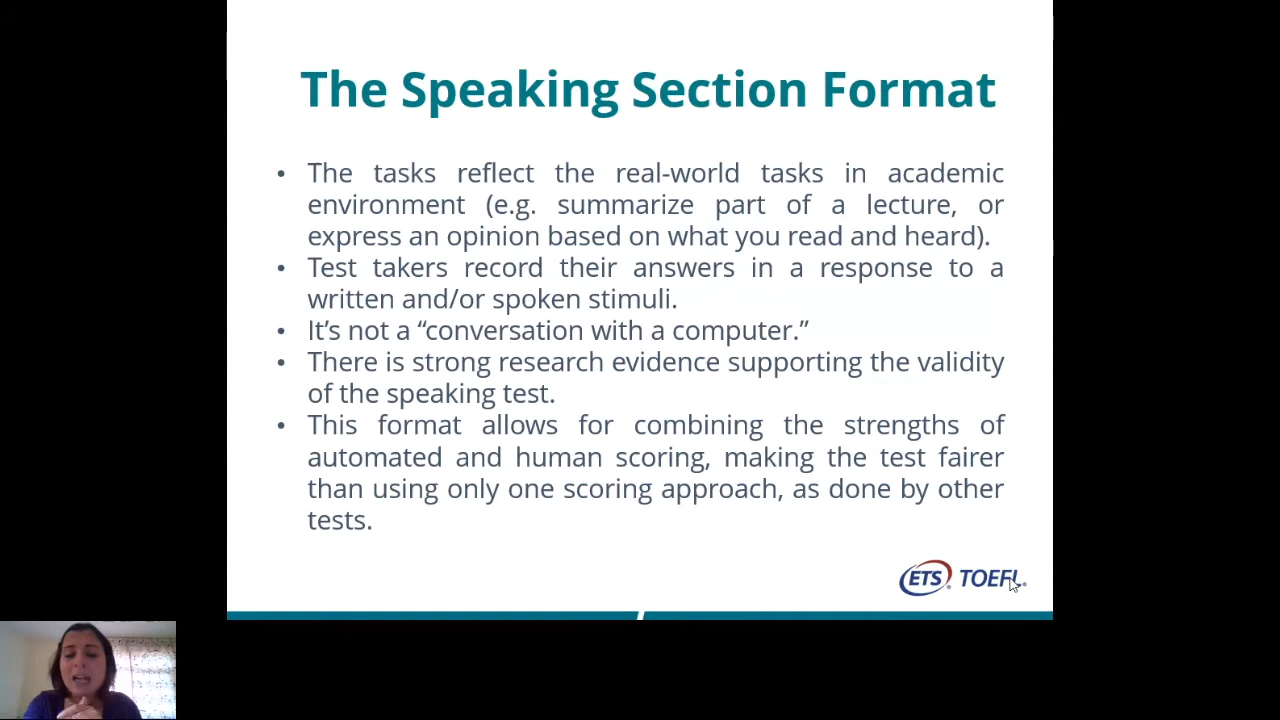 The Speaking Section Format
• The tasks reflect the real-world tasks in academic
environment (e.g. summarize part of a lecture, or
express an opinion based on what you read and heard).
• Test takers record their answers in a response to a
written and/or spoken stimuli.
• It’s not a “conversation with a computer.”
• There is strong research evidence supporting the validity
of the speaking test.
• This format allows for combining the strengths of
automated and human scoring, making the test fairer
than using only one scoring approach, as done by other
tests.
ETS® TOEFL®